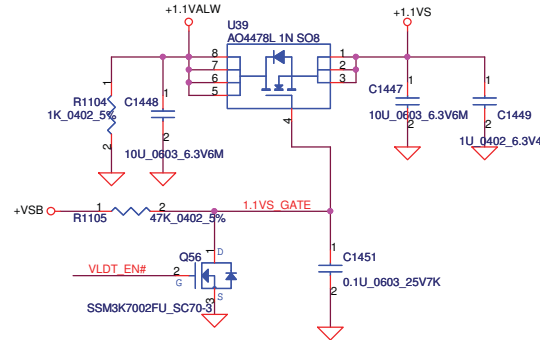 +1.1VALW
+1.1VS
U39
AO4478L 1N SO8
8
7
6
5
1
2
3
4
1
R1104
1K_0402_5%
2
1
C1448
2
10U_0603_6.3V6M
1
C1447
10U_0603_6.3V6M
2
1
C1449
1U_0402_6.3V4
2
+VSB
1
R1105
2
47K_0402_5%
1.1VS_GATE
1
D
Q56
VLDT_EN#
2
G
3
S
SSM3K7002FU_SC70-3
1
C1451
0.1U_0603_25V7K
2